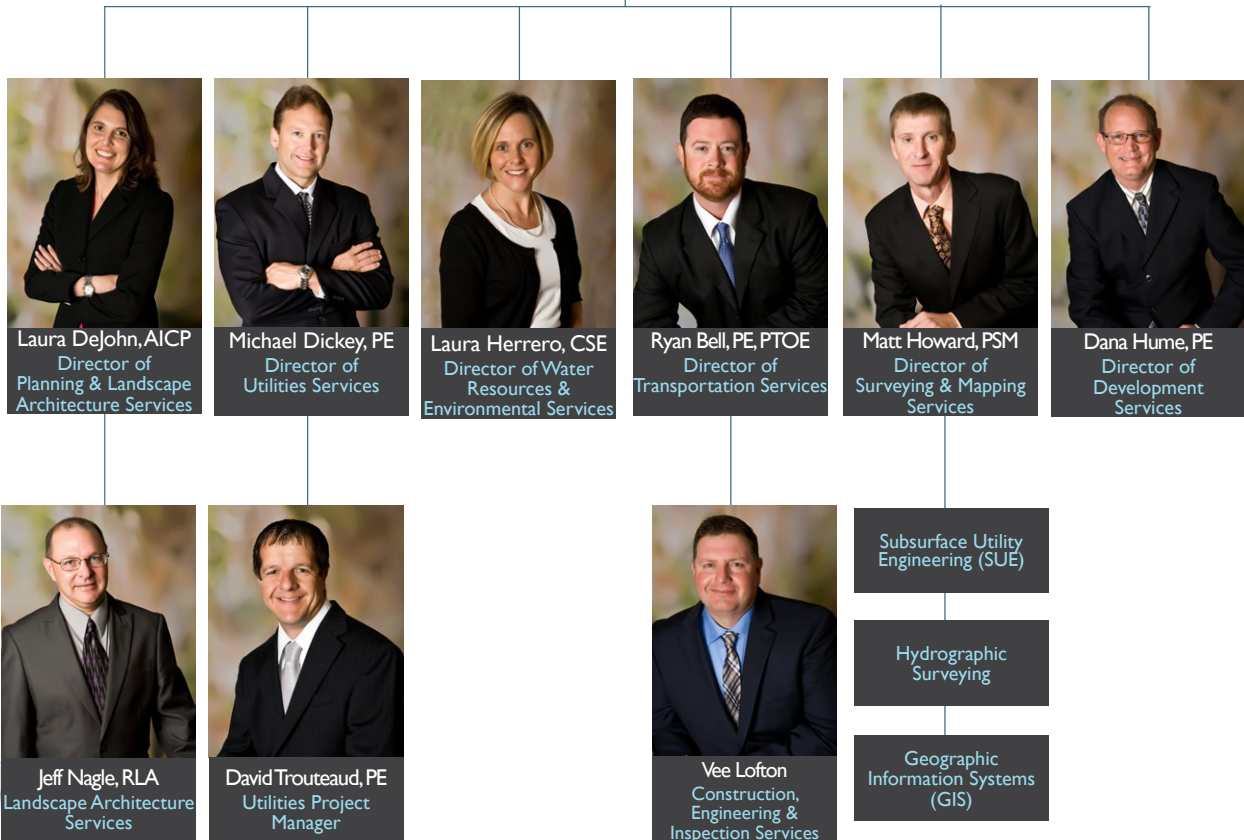 Laura DeJohn, AICP
Director of
Planning & Landscape
Architecture Services
Michael Dickey, PE
Director of
Utilities Services
Laura Herrero, CSE
Director of Water
Resources &
Environmental Services
Ryan Bell, PE, PTOE
Director of
Transportation Services
Matt Howard, PSM
Director of
Surveying & Mapping
Services
Dana Hume, PE
Director of
Development
Services
Jeff Nagle, RLA
Landscape Architecture
Services
David Trouteaud, PE
Utilities Project
Manager
Vee Lofton
Construction,
Engineering &
Inspection Services
Subsurface Utility
Engineering (SUE)
Hydrographic
Surveying
Geographic
Information Systems
(GIS)